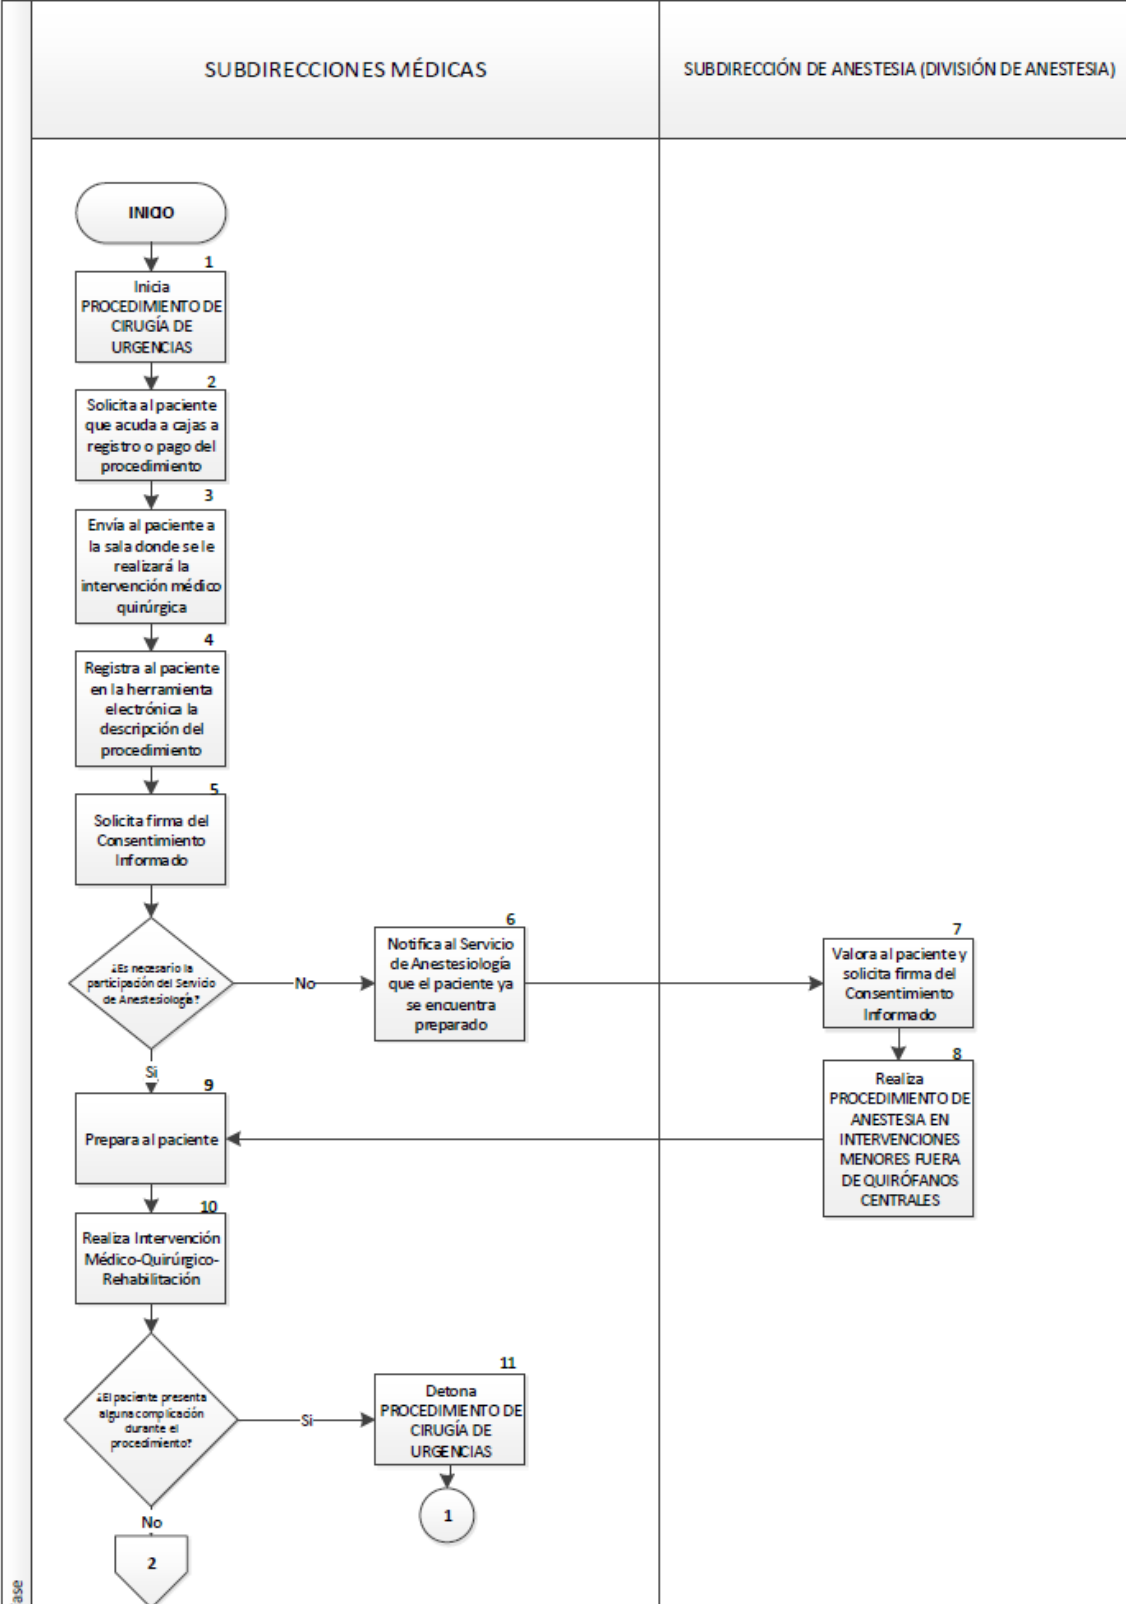 SUBDIRECCIONES MÉDICAS
SUBDIRECCIÓN DE ANESTESIA (DIVISIÓN DE ANESTESIA)
INICIO
1
Inicia
PROCEDIMIENTO DE
CIRUGÍA DE
URGENCIAS
2
Solicita al paciente
que acuda a cajas a
registro o pago del
procedimiento
3
Envía al paciente a
la sala donde se le
realizará la
intervención médico
quirúrgica
4
Registra al paciente
en la herramienta
electrónica la
descripción del
procedimiento
5
Solicita firma del
Consentimiento
Informado
¿Es necesario la
participación del Servicio
de Anestesiología?
No
6
Notifica al Servicio
de Anestesiología
que el paciente ya
se encuentra
preparado
7
Valora al paciente y
solicita firma del
Consentimiento
Informado
8
Realiza
PROCEDIMIENTO DE
ANESTESIA EN
INTERVENCIONES
MENORES FUERA
DE QUIRÓFANOS
CENTRALES
Si
9
Prepara al paciente
10
Realiza Intervención
Médico-Quirúrgico-
Rehabilitación
¿El paciente presenta
alguna complicación
durante el
procedimiento?
Si
11
Detona
PROCEDIMIENTO DE
CIRUGÍA DE
URGENCIAS
1
No
2
ase